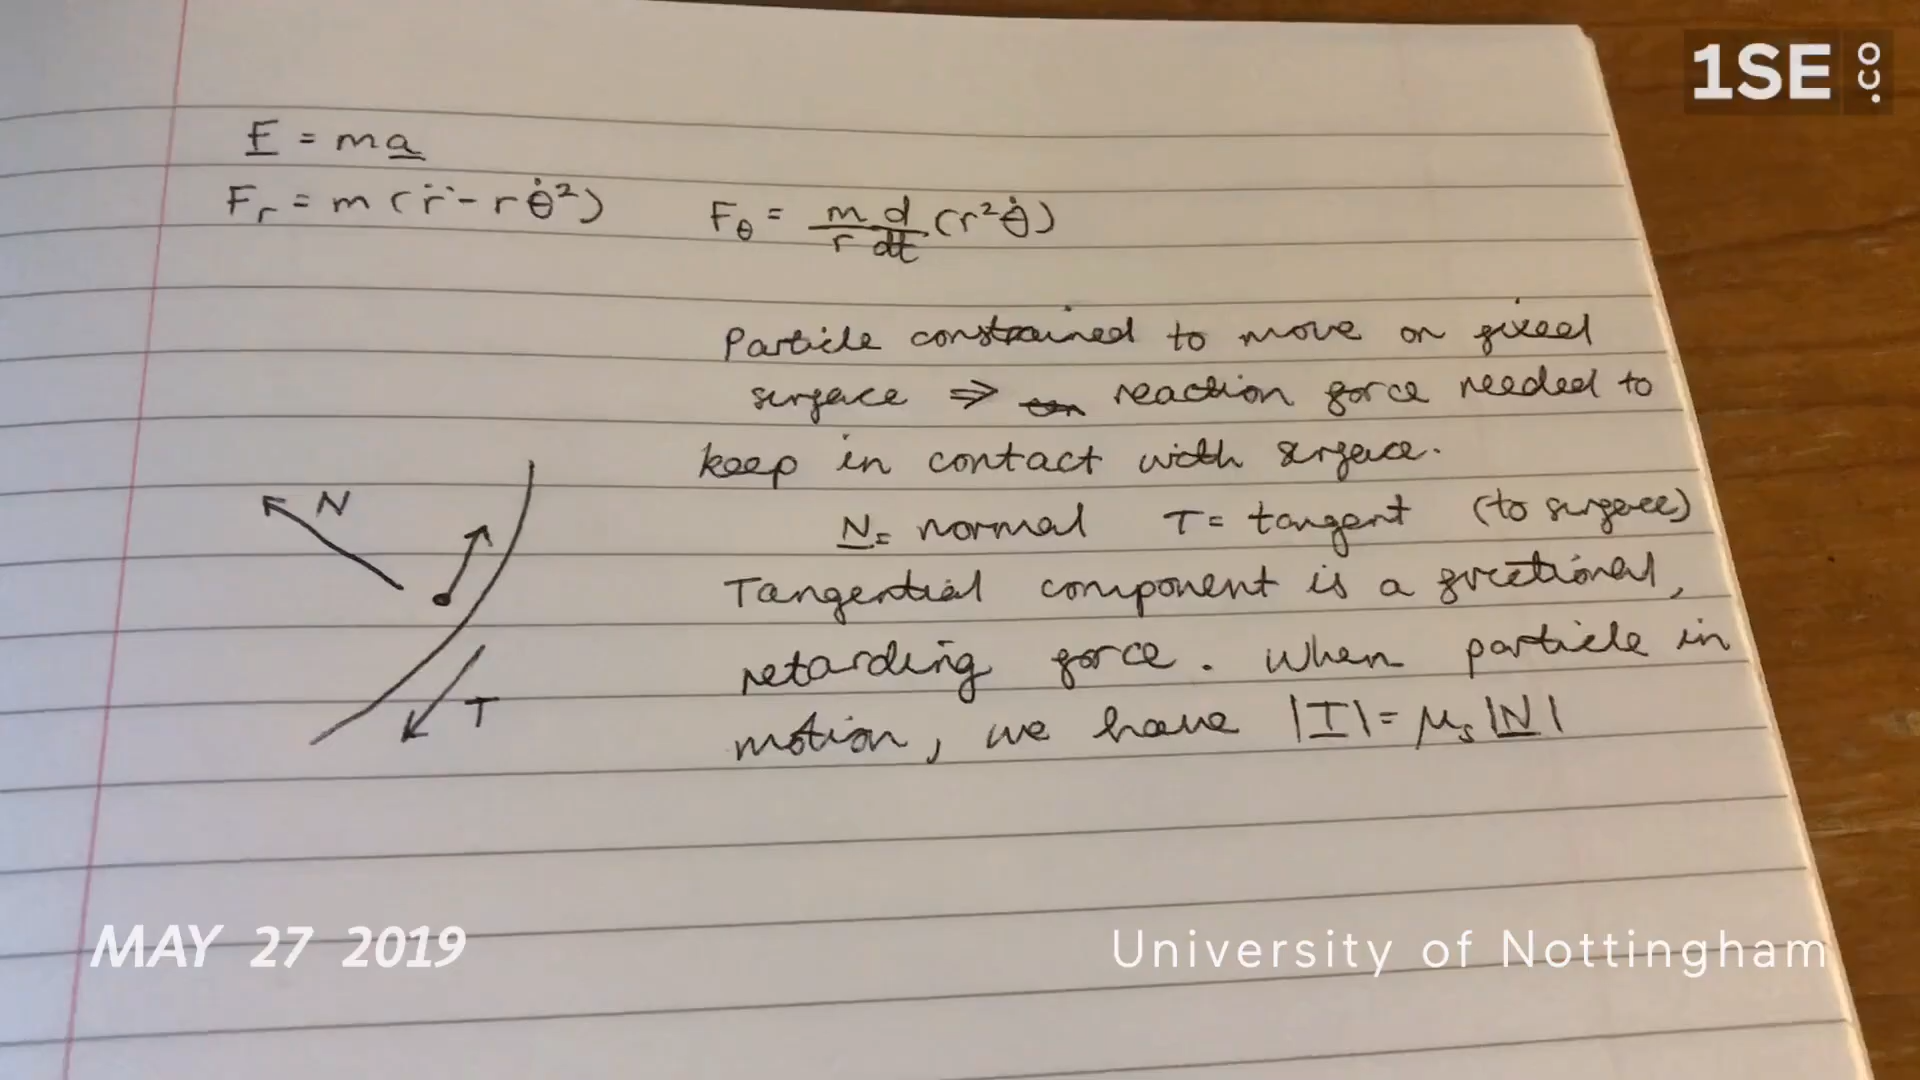 1SE.CO
F = ma
Fr = m(r̈ - rθ̇²)
Fθ = m/r d/dt (r²θ̇)
Particle constrained to move on fixed
surface ⇒ reaction force needed to
keep in contact with surface.
N = normal T = tangent (to surface)
Tangential component is a frictional,
retarding force. When particle in
motion, we have |T| = μs|N|
N
T
MAY 27 2019
University of Nottingham